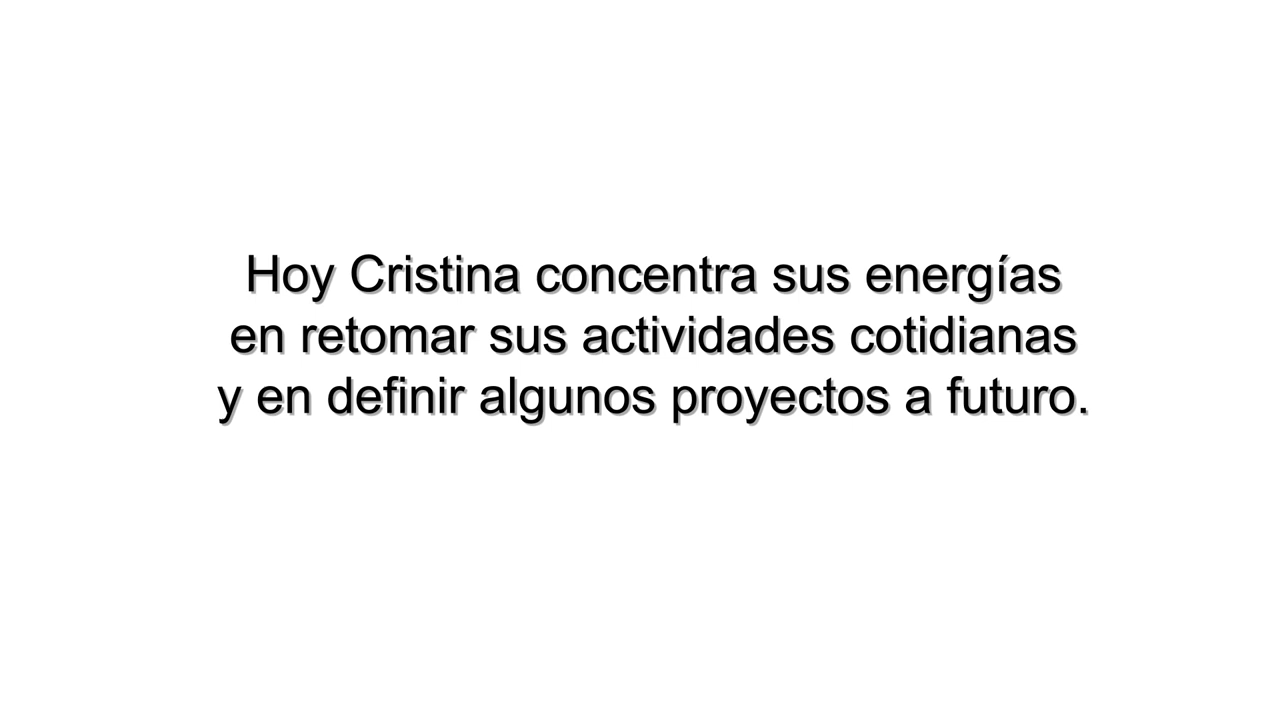 Hoy Cristina concentra sus energías
en retomar sus actividades cotidianas
y en definir algunos proyectos a futuro.